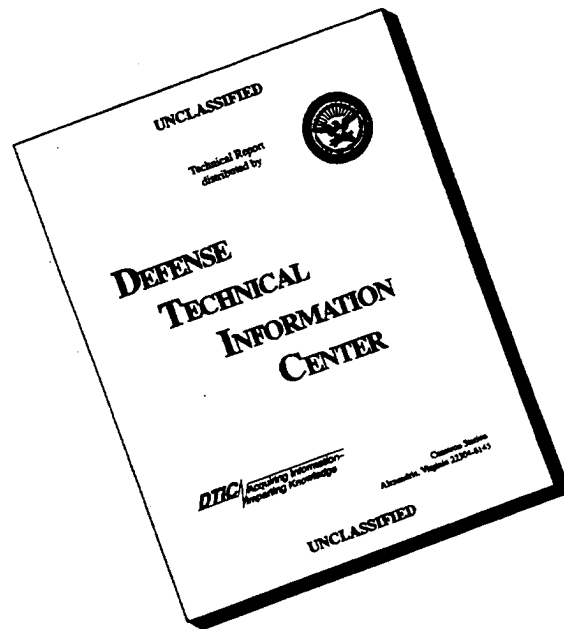 UNCLASSIFIED
Technical Report
distributed by
DEFENSE
TECHNICAL
INFORMATION
CENTER
DTIC
Acquiring Information-
Imparting Knowledge
Cameron Station
Alexandria, Virginia 22304-6145
UNCLASSIFIED